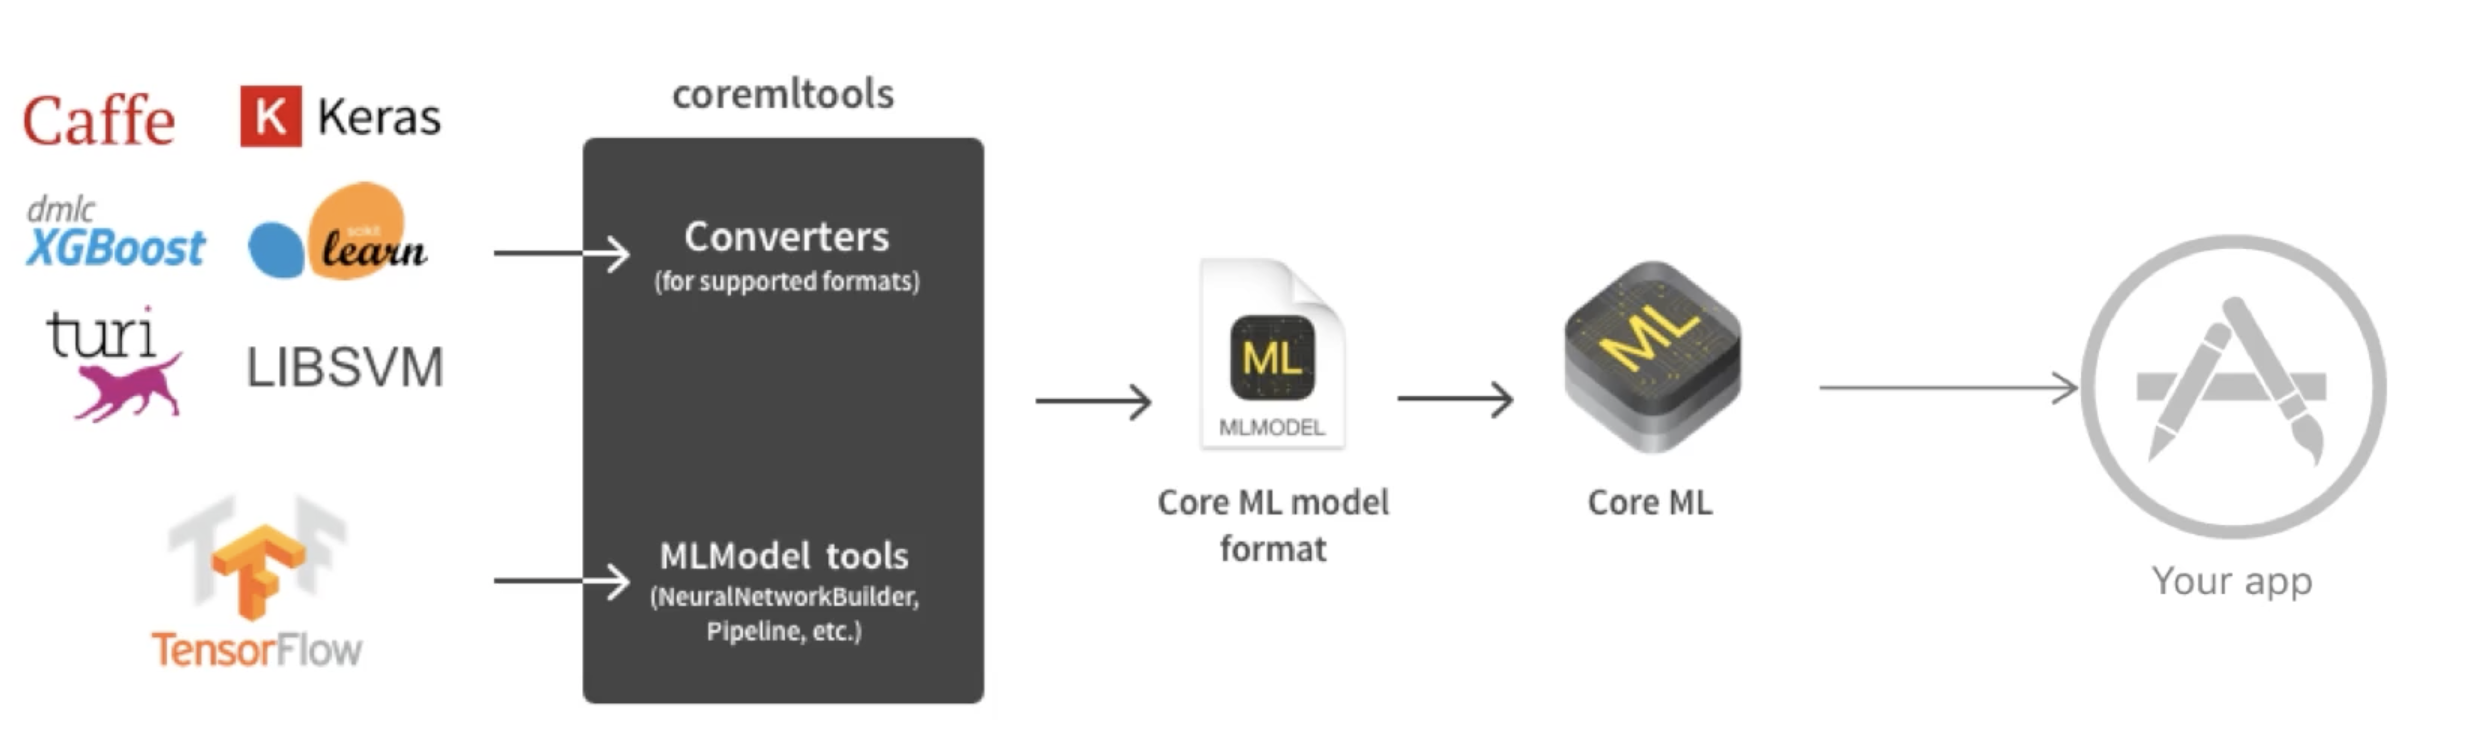 Caffe
K Keras
dmlc
XGBoost
scikit
learn
turi
LIBSVM
TF
TensorFlow
coremltools
Converters
(for supported formats)
MLModel tools
(NeuralNetworkBuilder,
Pipeline, etc.)
ML
MLMODEL
Core ML model
format
ML
Core ML
Your app